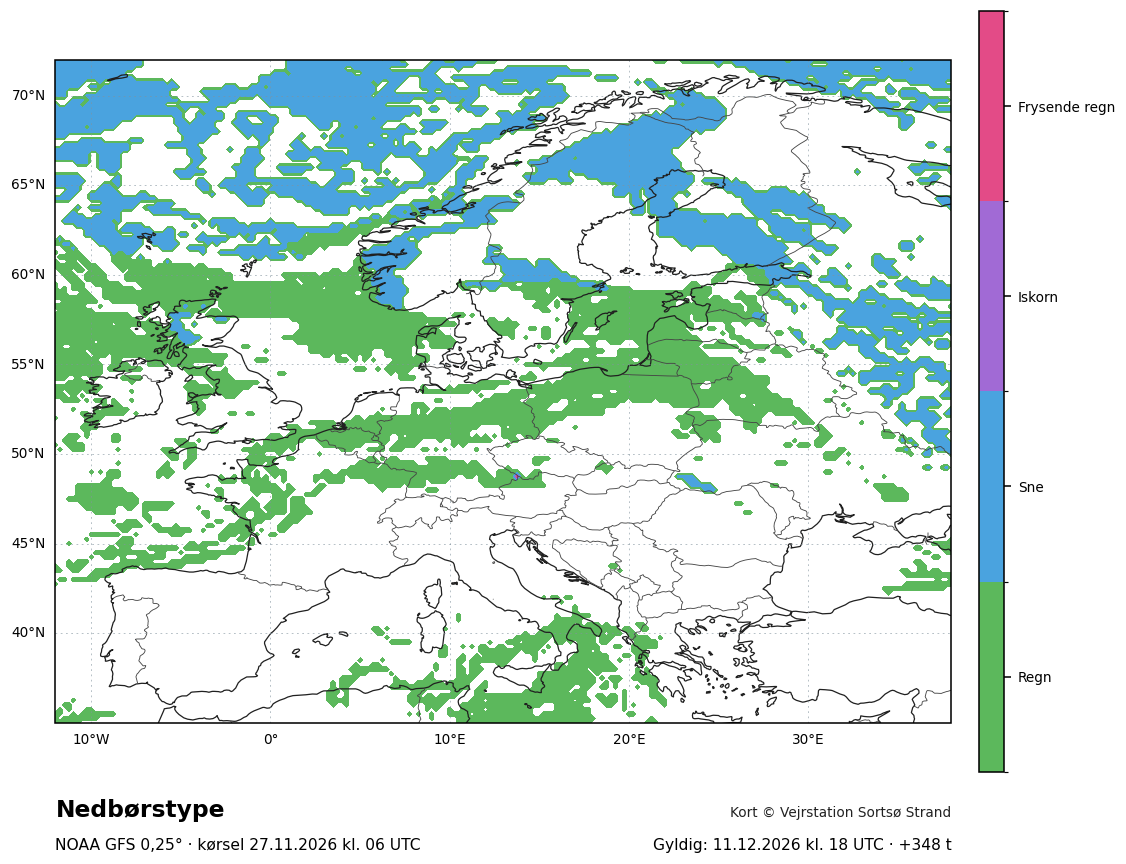 Frysende regn
Iskorn
Sne
Regn
70°N
65°N
60°N
55°N
50°N
45°N
40°N
10°W
0°
10°E
20°E
30°E
Nedbørstype
Kort © Vejrstation Sortsø Strand
NOAA GFS 0,25° · kørsel 27.11.2026 kl. 06 UTC
Gyldig: 11.12.2026 kl. 18 UTC · +348 t